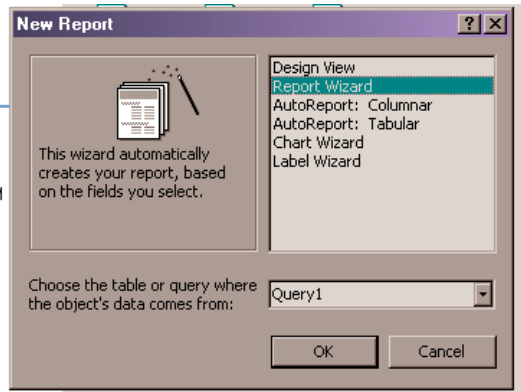 New Report
Design View
Report Wizard
AutoReport: Columnar
AutoReport: Tabular
Chart Wizard
Label Wizard
This wizard automatically
creates your report, based
on the fields you select.
Choose the table or query where
the object's data comes from:
Query1
OK
Cancel